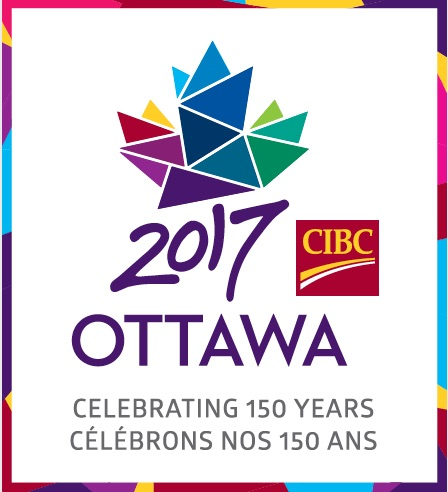 2017
CIBC
OTTAWA
CELEBRATING 150 YEARS
CÉLÉBRONS NOS 150 ANS